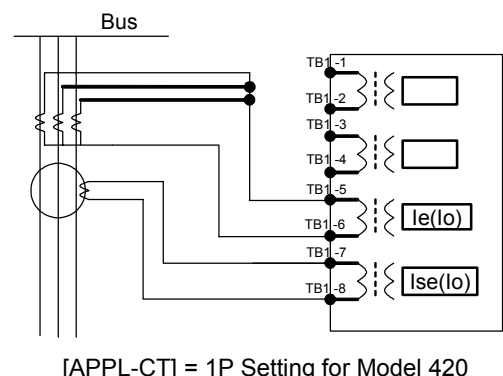 Bus
TB1 -1
TB1 -2
TB1 -3
TB1 -4
TB1 -5
TB1 -6
Ie(Io)
TB1 -7
TB1 -8
Ise(Io)
[APPL-CT] = 1P Setting for Model 420